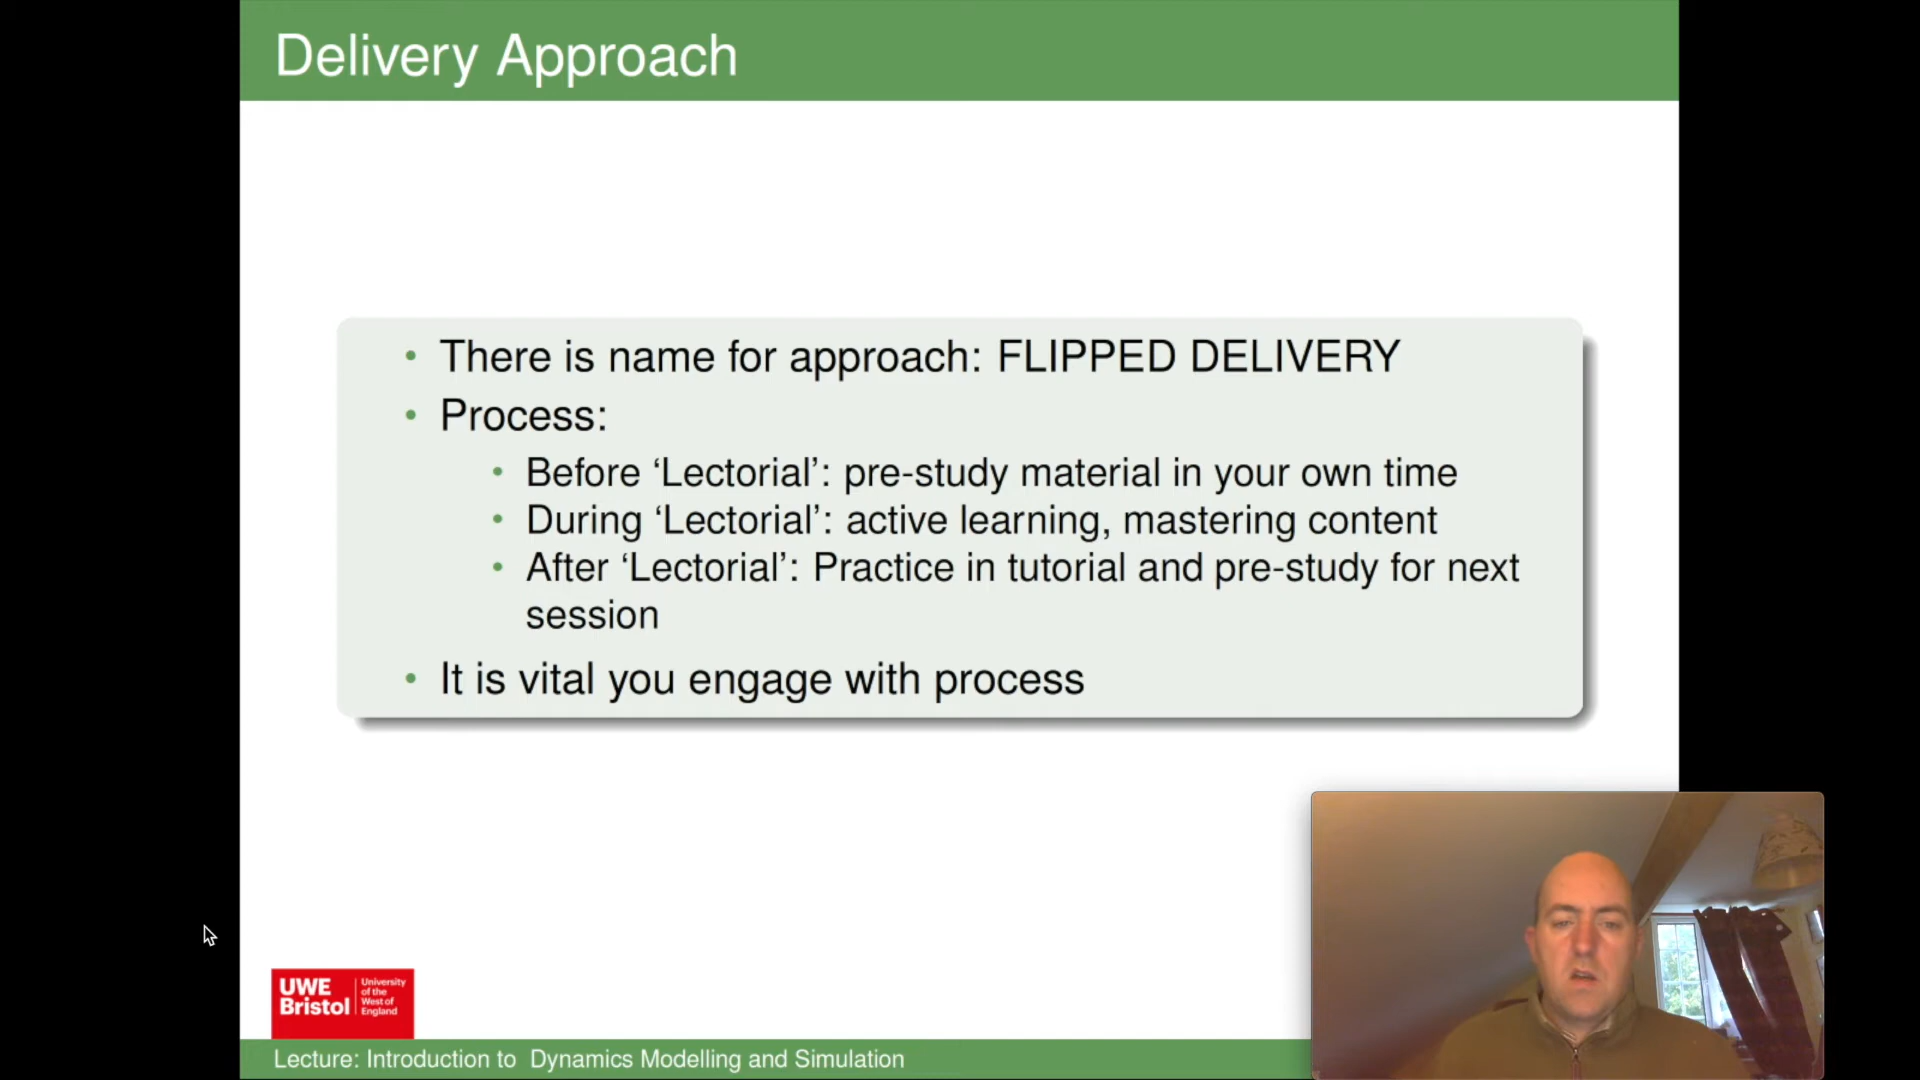 Delivery Approach
• There is name for approach: FLIPPED DELIVERY
• Process:
• Before ‘Lectorial’: pre-study material in your own time
• During ‘Lectorial’: active learning, mastering content
• After ‘Lectorial’: Practice in tutorial and pre-study for next
session
• It is vital you engage with process
UWE
Bristol
University
of the
West of
England
Lecture: Introduction to Dynamics Modelling and Simulation